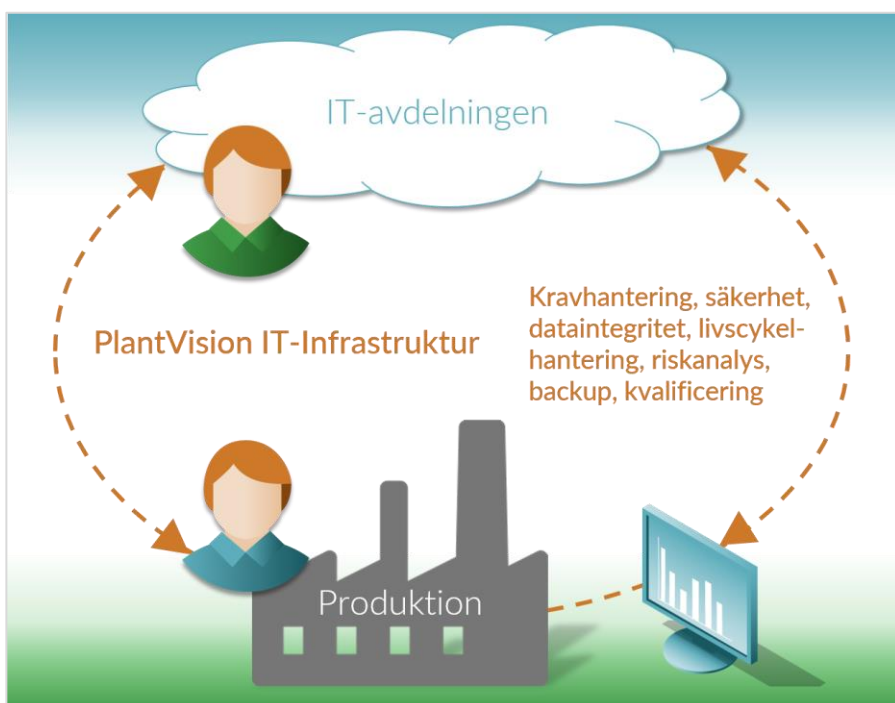 IT-avdelningen
PlantVision IT-Infrastruktur
Kravhantering, säkerhet,
dataintegritet, livscykel-
hantering, riskanalys,
backup, kvalificering
Produktion